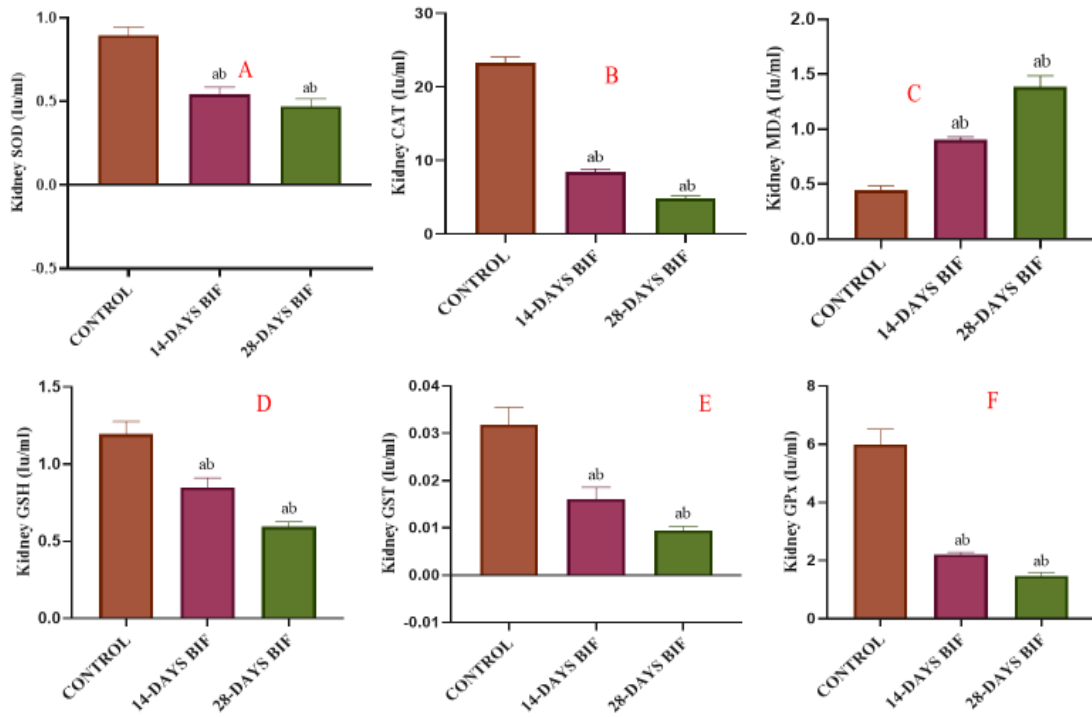 Kidney SOD (Iu/ml)
1.0
0.5
0.0
-0.5
A
ab
ab
CONTROL
14-DAYS BIF
28-DAYS BIF
Kidney CAT (Iu/ml)
30
20
10
0
B
ab
ab
CONTROL
14-DAYS BIF
28-DAYS BIF
Kidney MDA (Iu/ml)
2.0
1.5
1.0
0.5
0.0
C
ab
ab
CONTROL
14-DAYS BIF
28-DAYS BIF
Kidney GSH (Iu/ml)
1.5
1.0
0.5
0.0
D
ab
ab
CONTROL
14-DAYS BIF
28-DAYS BIF
Kidney GST (Iu/ml)
0.04
0.03
0.02
0.01
0.00
-0.01
E
ab
ab
CONTROL
14-DAYS BIF
28-DAYS BIF
Kidney GPx (Iu/ml)
8
6
4
2
0
F
ab
ab
CONTROL
14-DAYS BIF
28-DAYS BIF